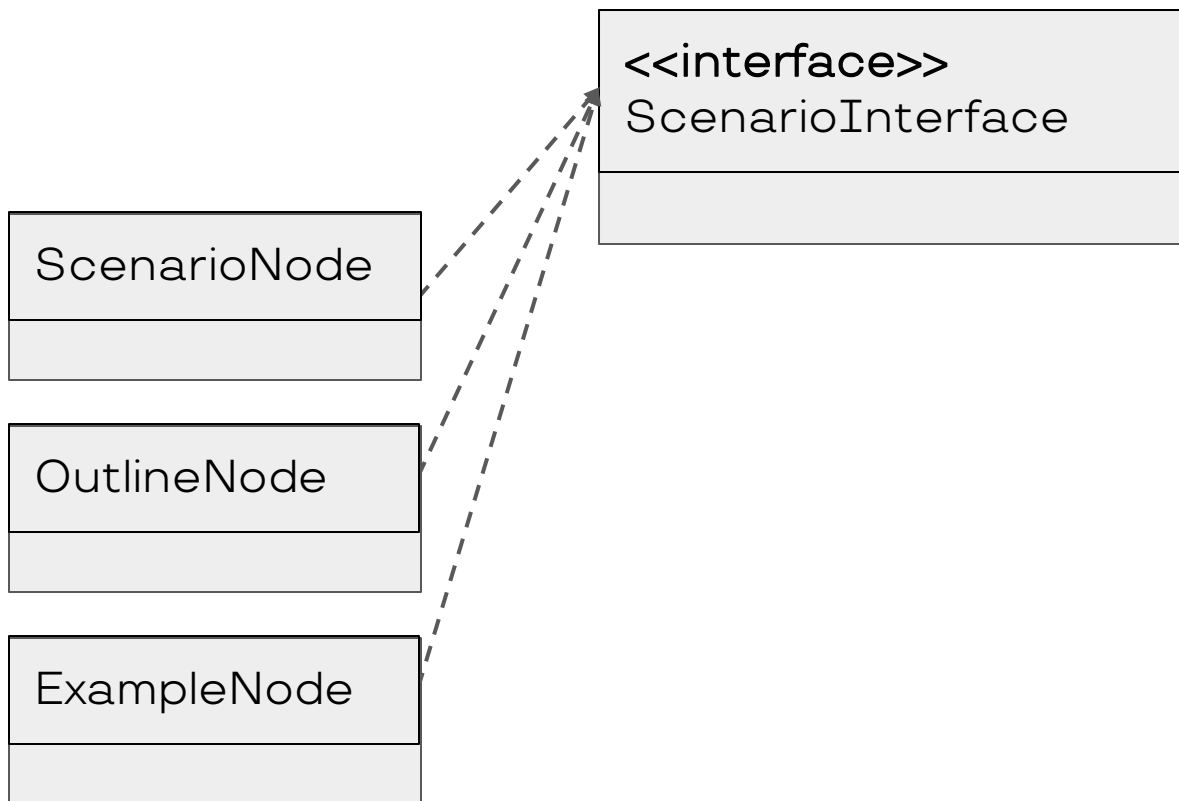 <<interface>>
ScenarioInterface
ScenarioNode
OutlineNode
ExampleNode